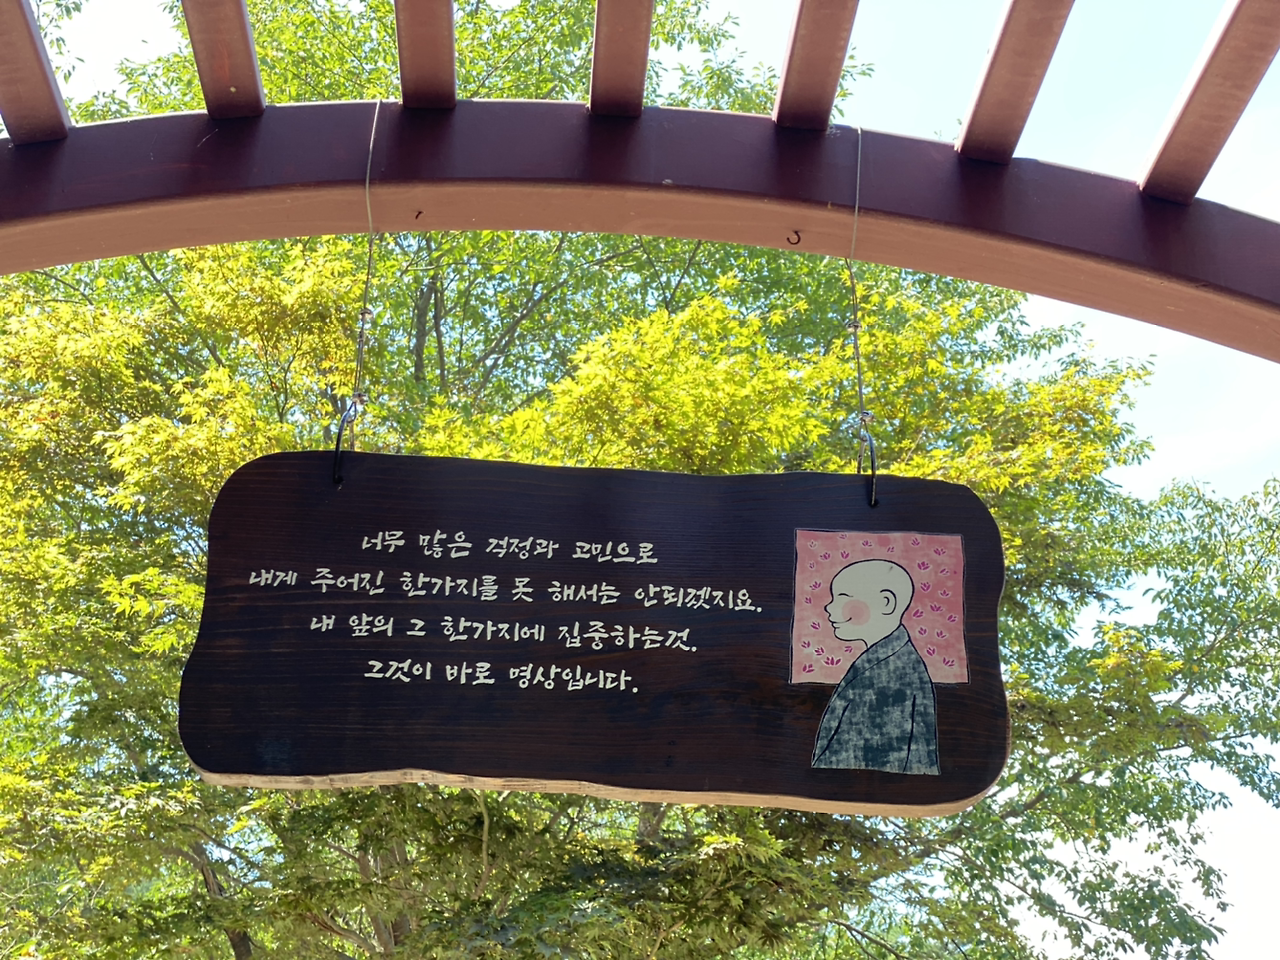 너무 많은 걱정과 고민으로
내게 주어진 한가지를 못 해서는 안되겠지요.
내 앞의 그 한가지에 집중하는것.
그것이 바로 명상입니다.